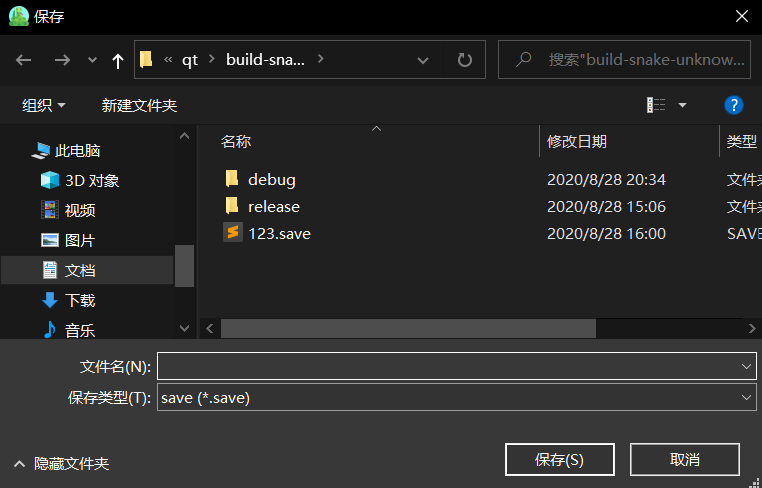 保存
« qt › build-sna... ›
搜索"build-snake-unknow...
组织
新建文件夹
?
名称 修改日期 类型
此电脑
3D 对象
视频
图片
文档
下载
音乐
debug 2020/8/28 20:34 文件夹
release 2020/8/28 15:06 文件夹
123.save 2020/8/28 16:00 SAVE
文件名(N):
保存类型(T): save (*.save)
隐藏文件夹
保存(S)
取消